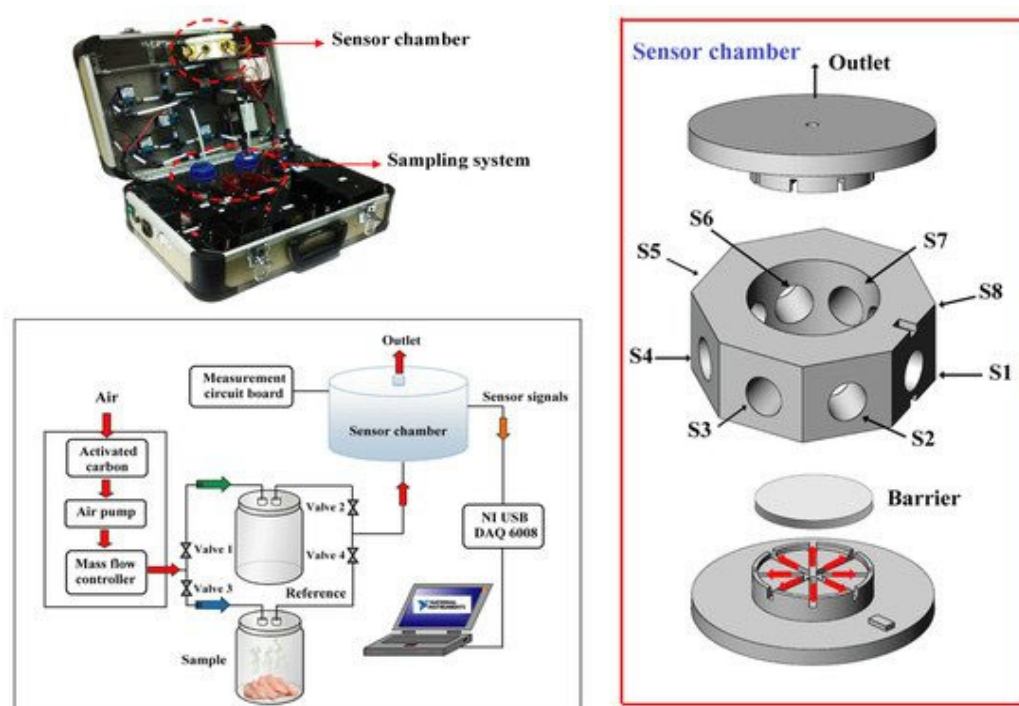 Sensor chamber
Sampling system
Outlet
Measurement
circuit board
Sensor signals
Air
Sensor chamber
Activated
carbon
Air pump
Mass flow
controller
Valve 1
Valve 3
Valve 2
Valve 4
Reference
Sample
NI USB
DAQ 6008
NATIONAL
INSTRUMENTS
Sensor chamber
Outlet
S6
S7
S5
S8
S4
S1
S3
S2
Barrier